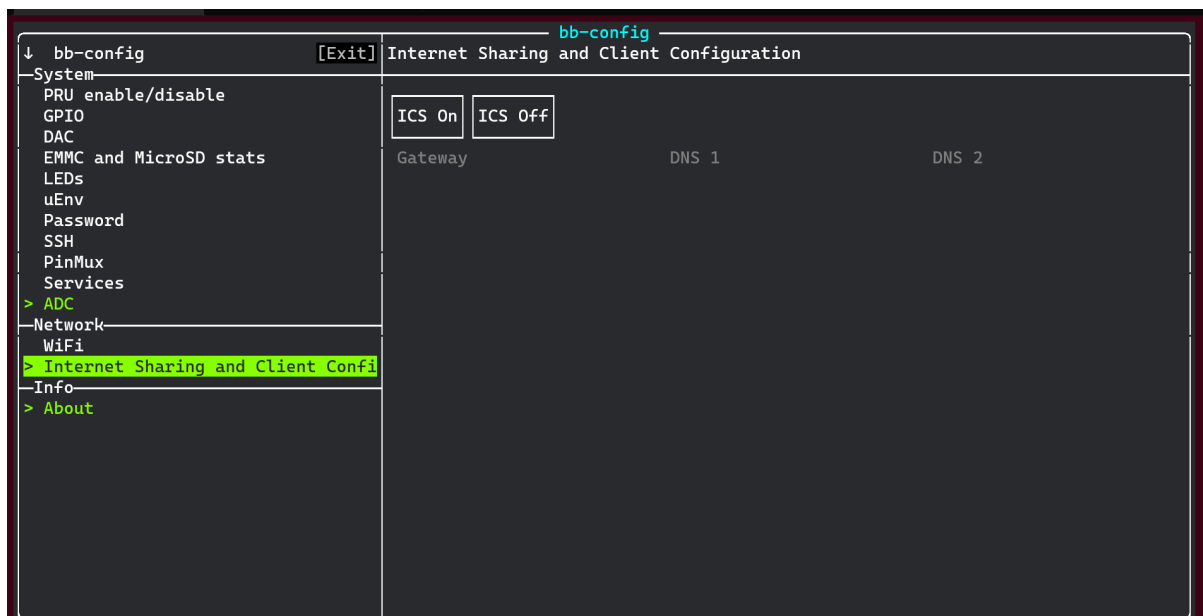 bb-config
↓ bb-config [Exit]
System
PRU enable/disable
GPIO
DAC
EMMC and MicroSD stats
LEDs
uEnv
Password
SSH
PinMux
Services
> ADC
Network
WiFi
> Internet Sharing and Client Confi
Info
> About
Internet Sharing and Client Configuration
ICS On ICS Off
Gateway DNS 1 DNS 2